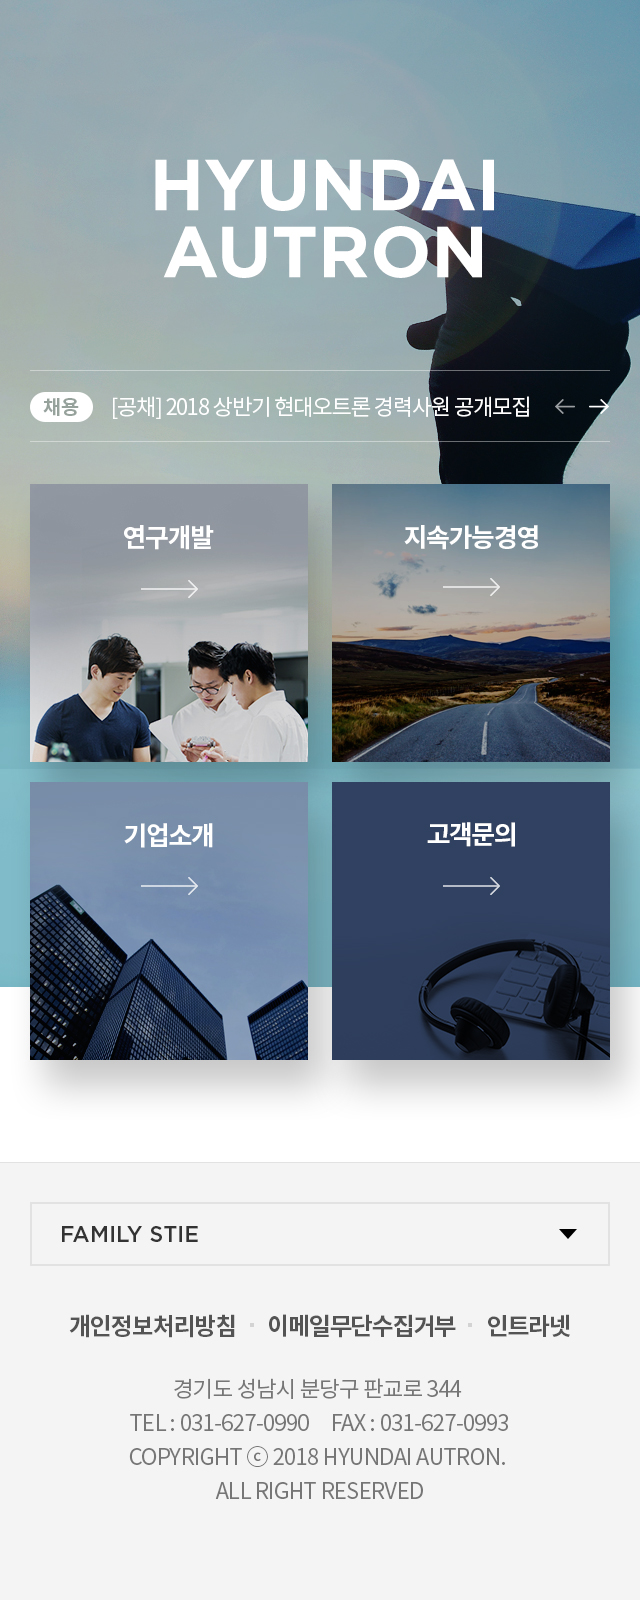 HYUNDAI
AUTRON
채용 [공채] 2018 상반기 현대오트론 경력사원 공개모집
연구개발
지속가능경영
기업소개
고객문의
FAMILY STIE
개인정보처리방침 · 이메일무단수집거부 · 인트라넷
경기도 성남시 분당구 판교로 344
TEL : 031-627-0990 FAX : 031-627-0993
COPYRIGHT ⓒ 2018 HYUNDAI AUTRON.
ALL RIGHT RESERVED